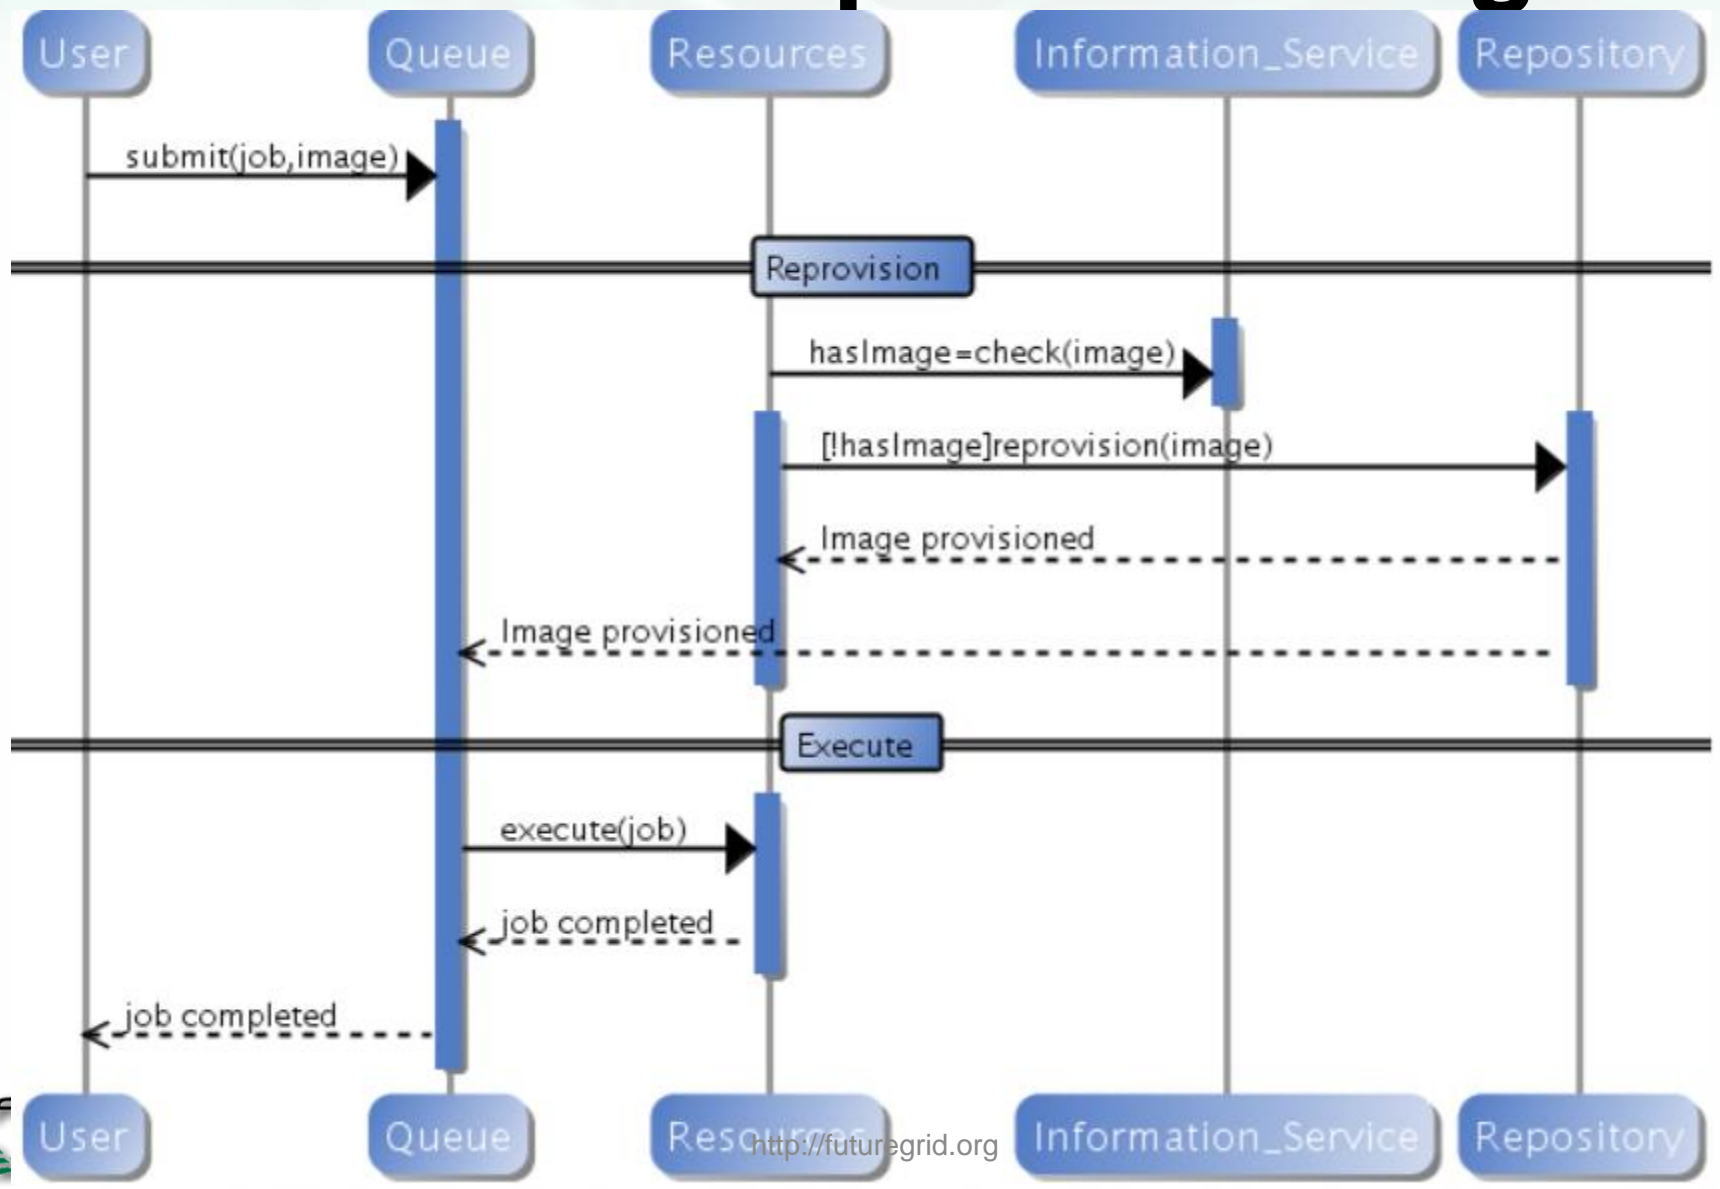 User Queue Resources Information_Service Repository
submit(job,image)
Reprovision
hasImage=check(image)
[!hasImage]reprovision(image)
Image provisioned
Image provisioned
Execute
execute(job)
job completed
job completed
User Queue Resources Information_Service Repository
http://futuregrid.org